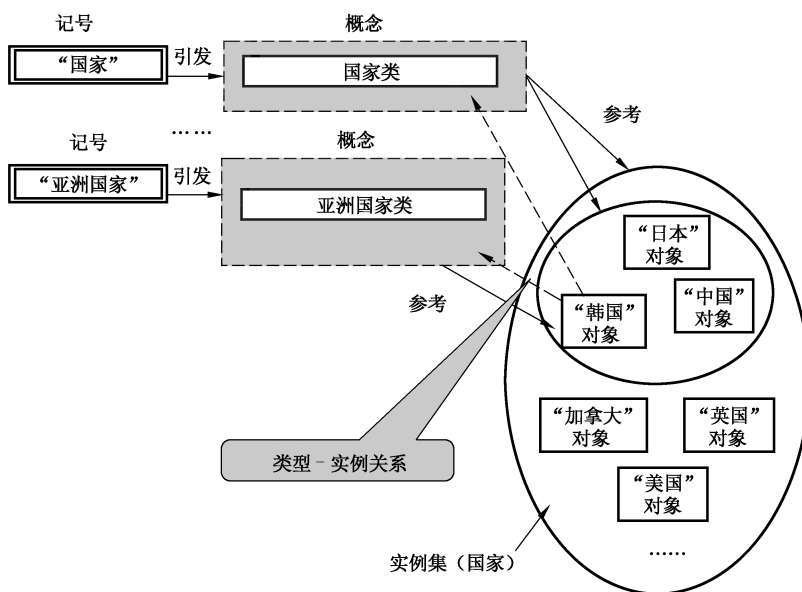 记号
概念
“国家”
引发
国家类
参考
……
记号
概念
“亚洲国家”
引发
亚洲国家类
“日本”
对象
“中国”
对象
“韩国”
对象
参考
“加拿大”
对象
“英国”
对象
类型－实例关系
“美国”
对象
……
实例集（国家）